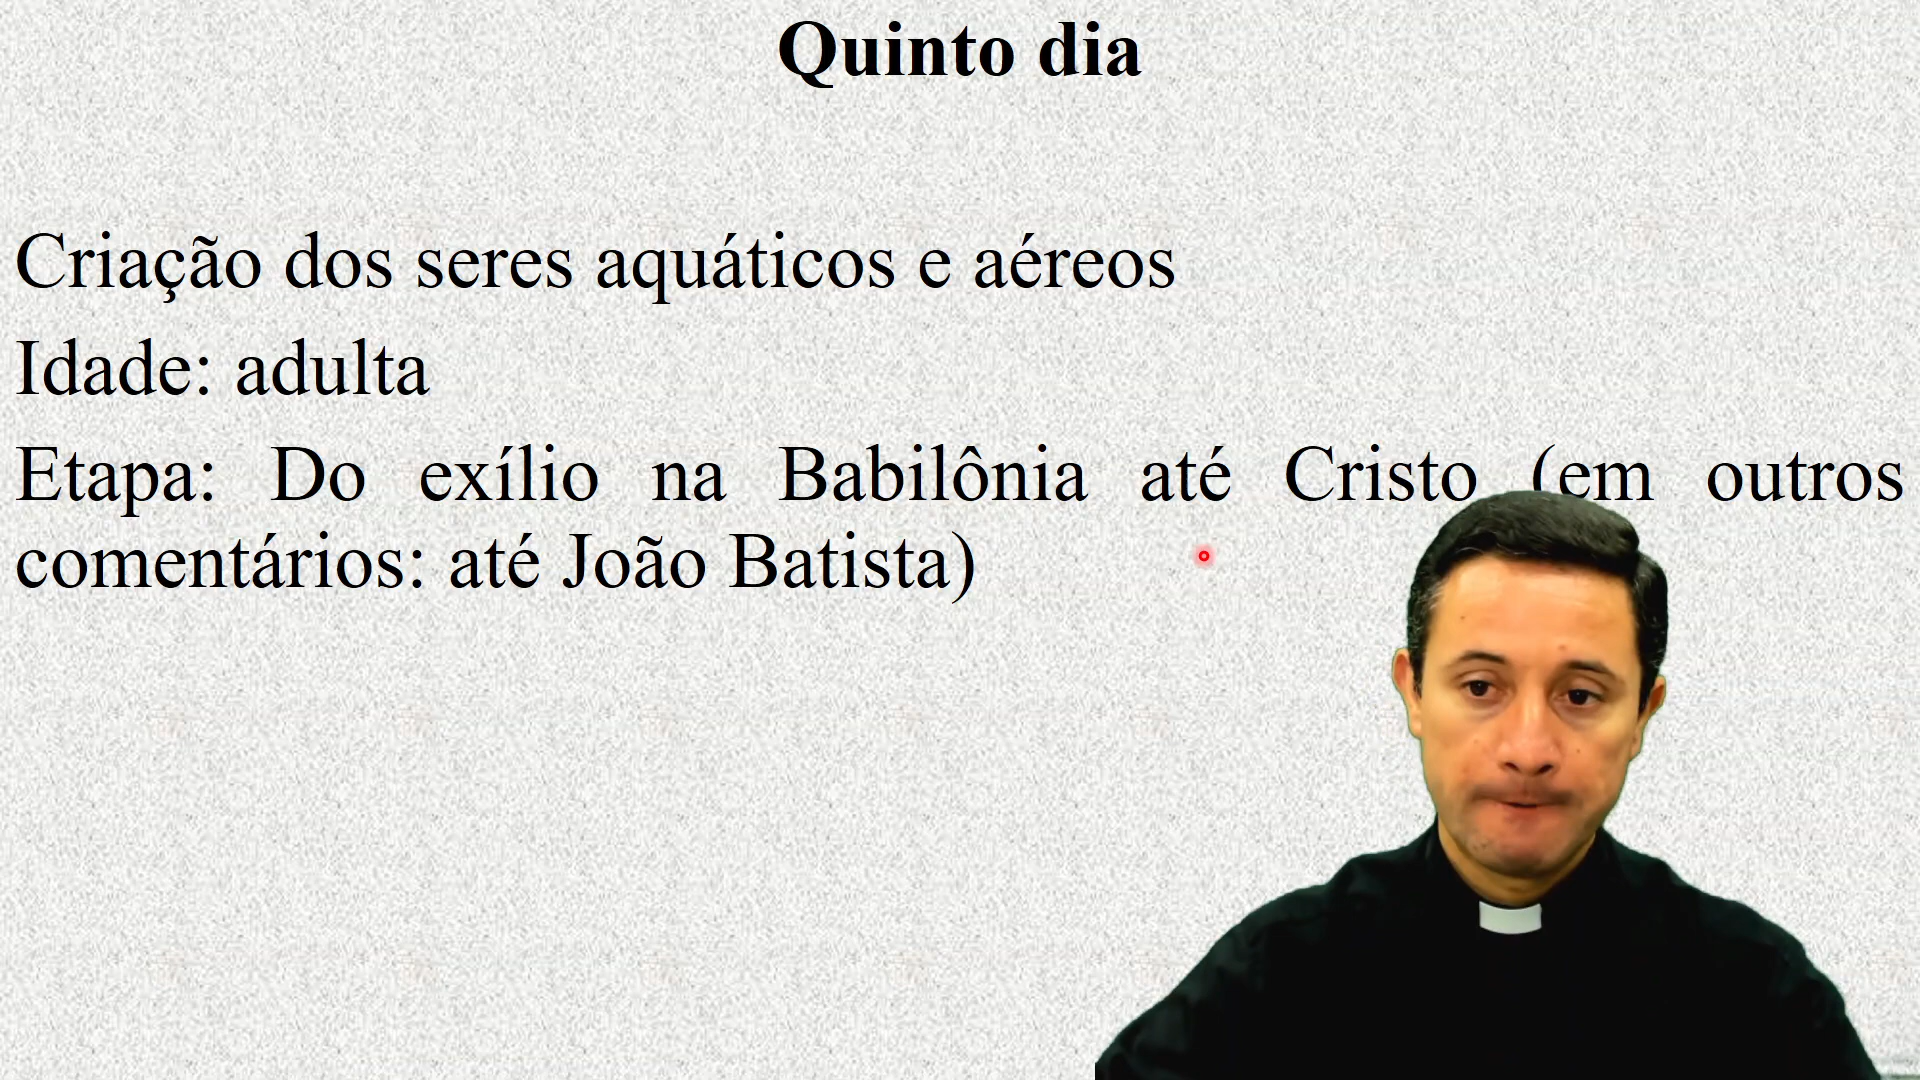 Quinto dia
Criação dos seres aquáticos e aéreos
Idade: adulta
Etapa: Do exílio na Babilônia até Cristo (em outros
comentários: até João Batista)